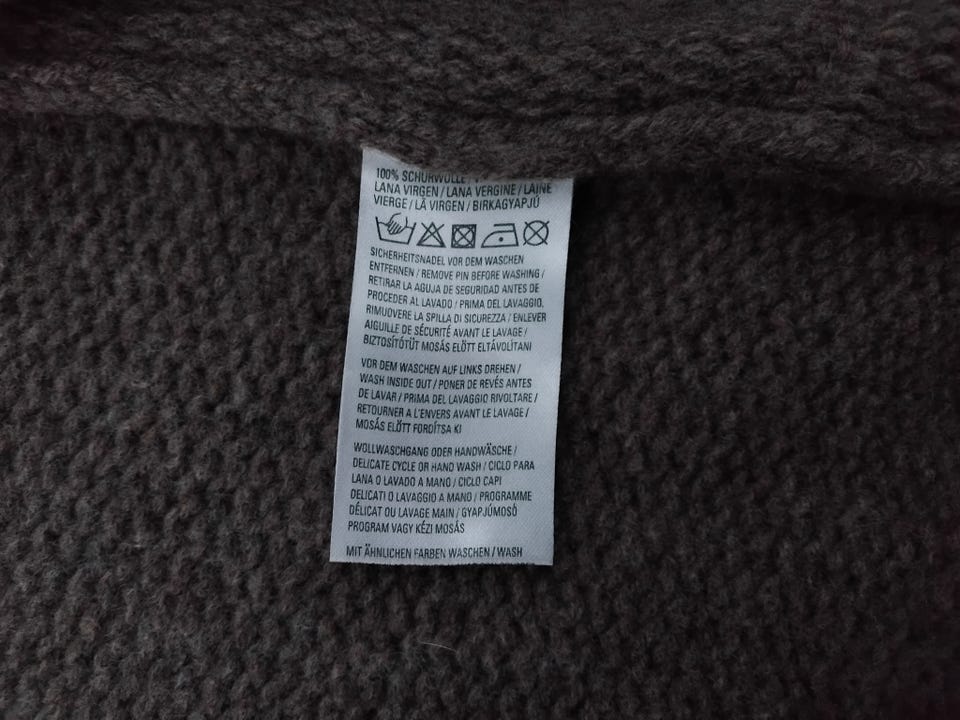 100% SCHURWOLLE /
LANA VIRGEN / LANA VERGINE / LAINE
VIERGE / LÃ VIRGEN / BIRKAGYAPJÚ
SICHERHEITSNADEL VOR DEM WASCHEN
ENTFERNEN / REMOVE PIN BEFORE WASHING /
RETIRAR LA AGUJA DE SEGURIDAD ANTES DE
PROCEDER AL LAVADO / PRIMA DEL LAVAGGIO,
RIMUOVERE LA SPILLA DI SICUREZZA / ENLEVER
AIGUILLE DE SÉCURITÉ AVANT LE LAVAGE /
BIZTOSÍTÓTŰT MOSÁS ELŐTT ELTÁVOLÍTANI
VOR DEM WASCHEN AUF LINKS DREHEN /
WASH INSIDE OUT / PONER DE REVÉS ANTES
DE LAVAR / PRIMA DEL LAVAGGIO RIVOLTARE /
RETOURNER A L'ENVERS AVANT LE LAVAGE /
MOSÁS ELŐTT FORDÍTSA KI
WOLLWASCHGANG ODER HANDWÄSCHE /
DELICATE CYCLE OR HAND WASH / CICLO PARA
LANA O LAVADO A MANO / CICLO CAPI
DELICATI O LAVAGGIO A MANO / PROGRAMME
DÉLICAT OU LAVAGE MAIN / GYAPJÚMOSÓ
PROGRAM VAGY KÉZI MOSÁS
MIT ÄHNLICHEN FARBEN WASCHEN / WASH